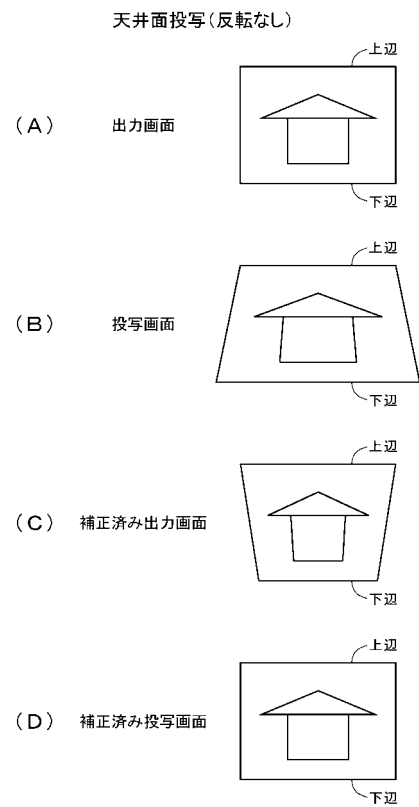 天井面投写(反転なし)
上辺
(A) 出力画面
下辺
上辺
(B) 投写画面
下辺
上辺
(C) 補正済み出力画面
下辺
上辺
(D) 補正済み投写画面
下辺